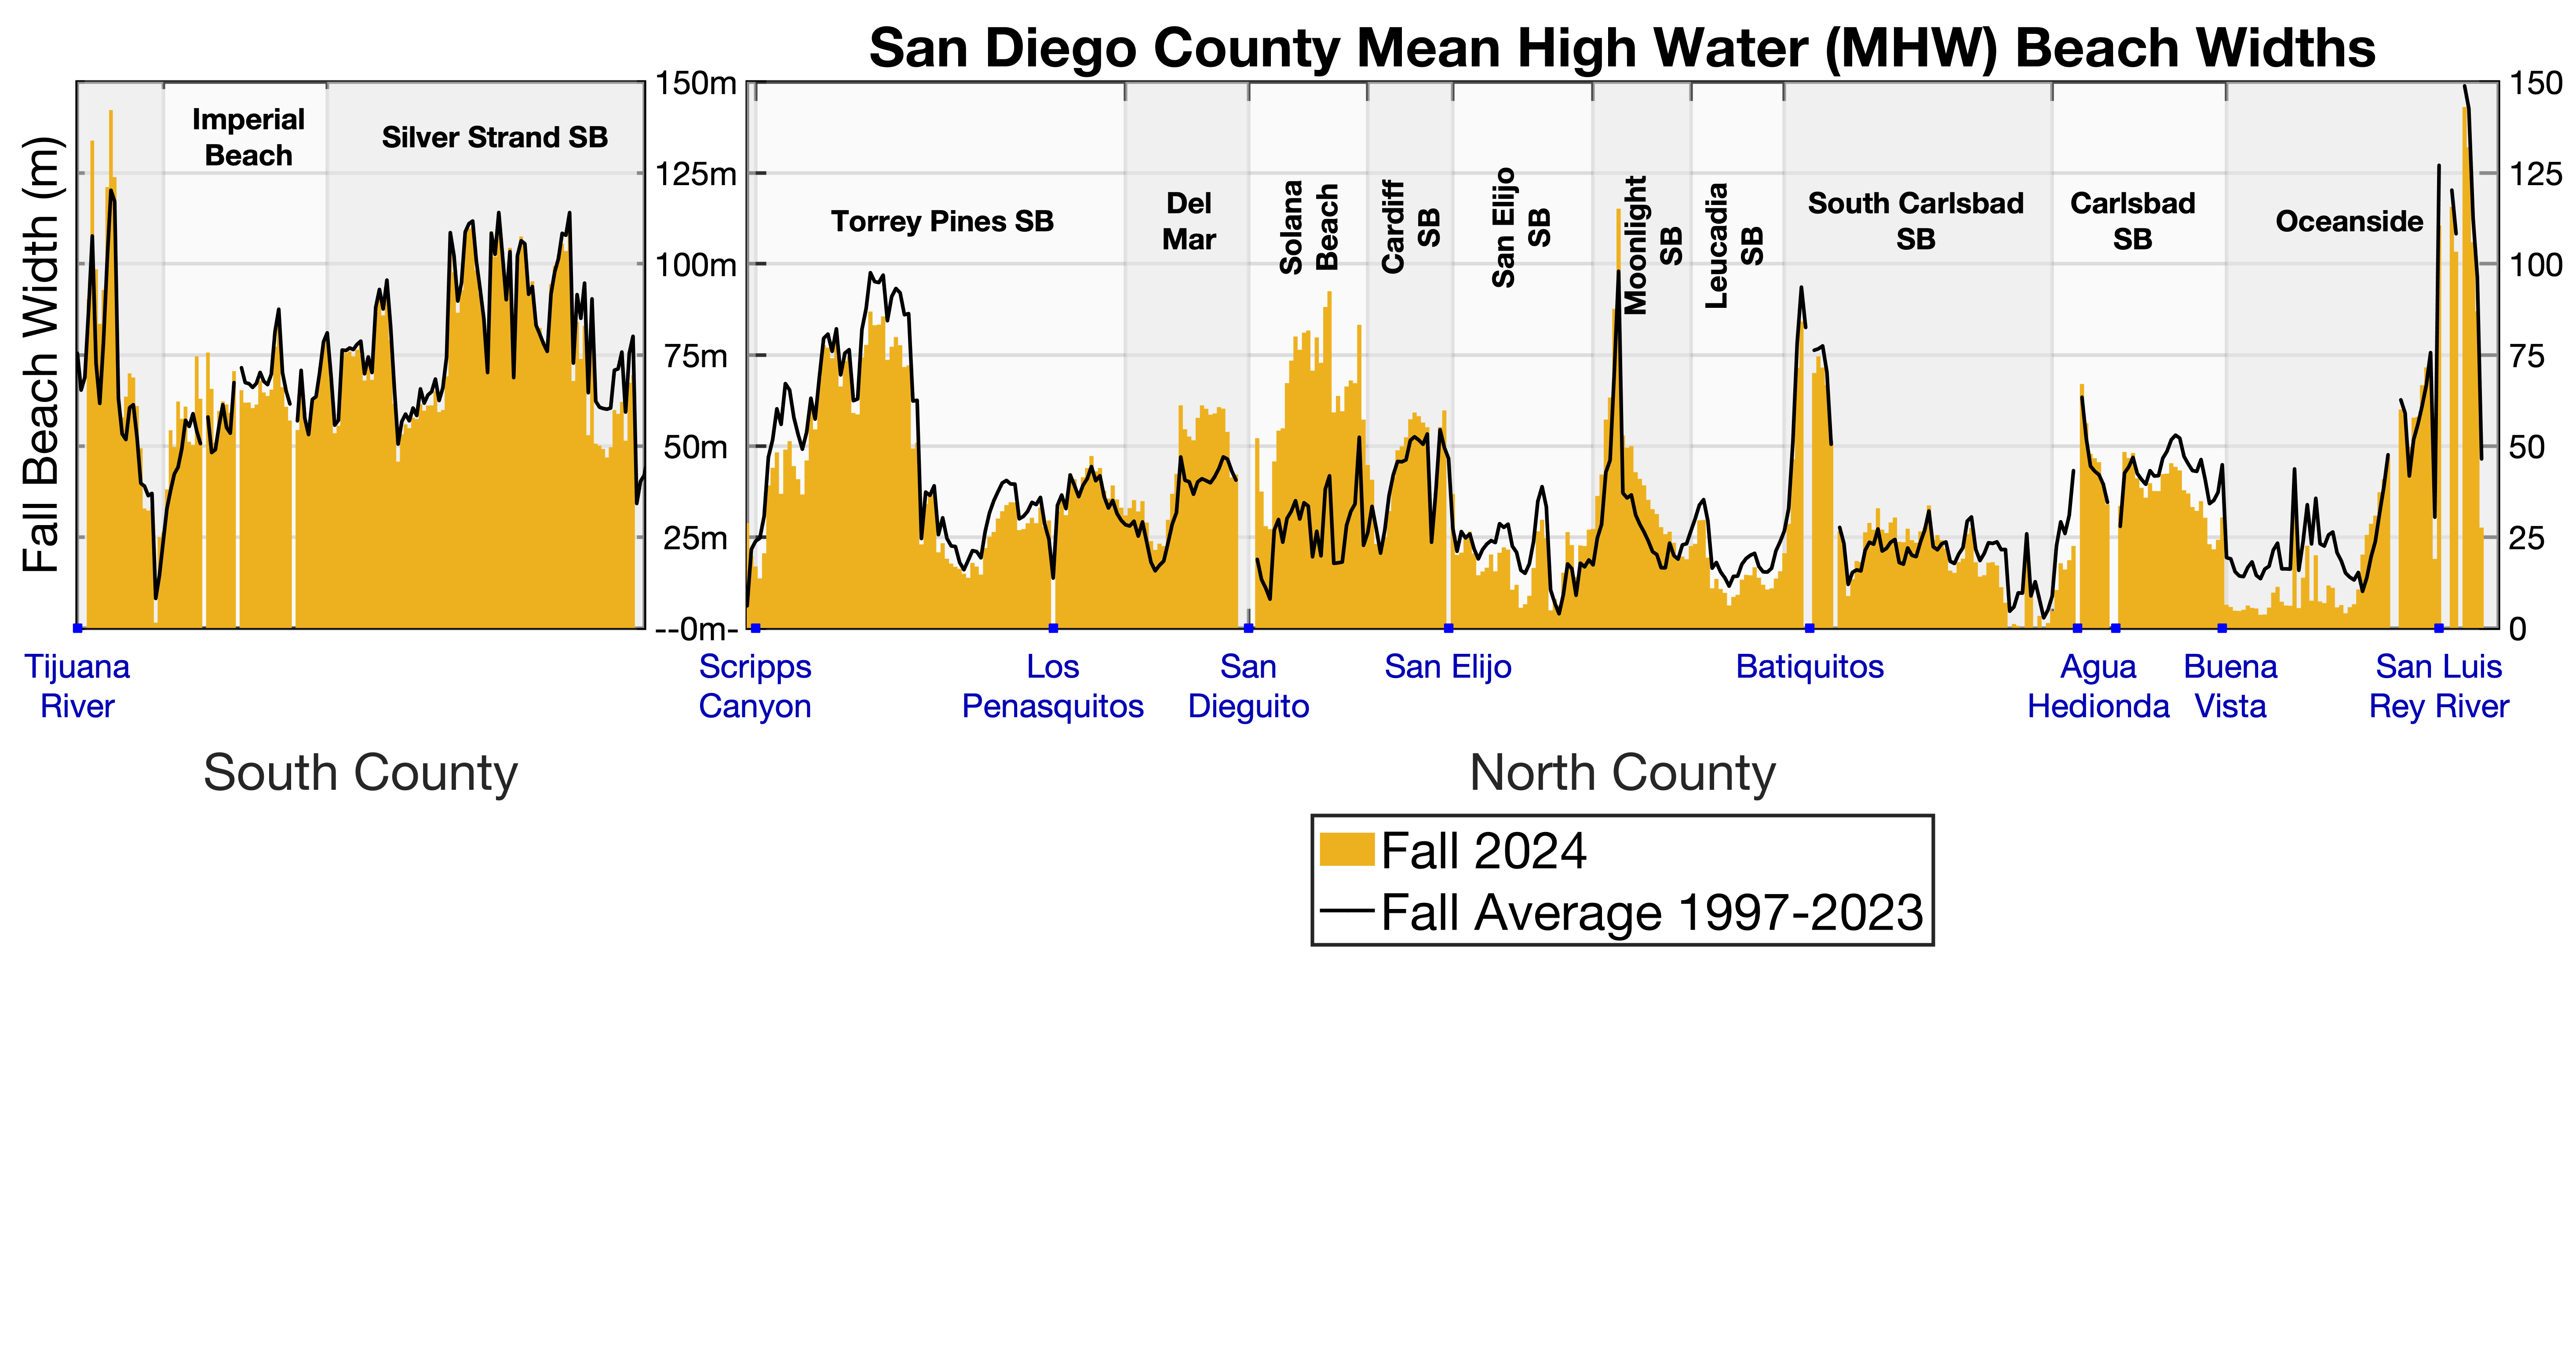 San Diego County Mean High Water (MHW) Beach Widths
Fall Beach Width (m)
Imperial
Beach
Silver Strand SB
150m
125m
100m
75m
50m
25m
--0m-
Torrey Pines SB
Del
Mar
Solana
Beach
Cardiff
SB
San Elijo
SB
Moonlight
SB
Leucadia
SB
South Carlsbad
SB
Carlsbad
SB
Oceanside
150
125
100
75
50
25
0
Tijuana
River
Scripps
Canyon
Los
Penasquitos
San
Dieguito
San Elijo
Batiquitos
Agua
Hedionda
Buena
Vista
San Luis
Rey River
South County
North County
Fall 2024
Fall Average 1997-2023